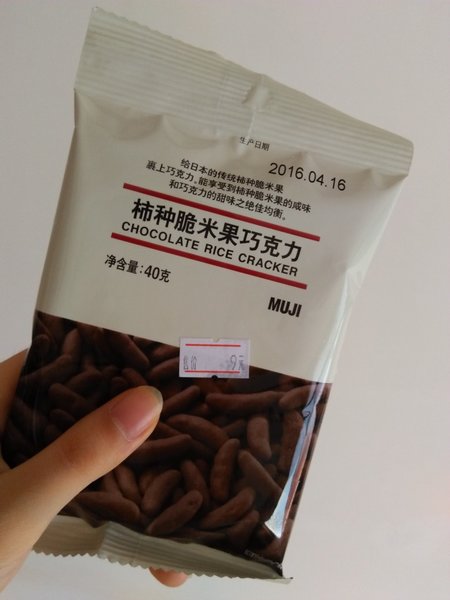 生产日期
2016.04.16
给日本的传统柿种脆米果
裹上巧克力,能享受到柿种脆米果的咸味
和巧克力的甜味之绝佳均衡。
柿种脆米果巧克力
CHOCOLATE RICE CRACKER
净含量:40克
MUJI
售价 9元